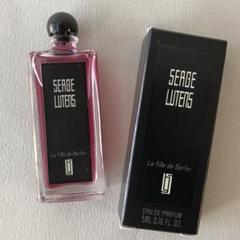 SERGE
LUTENS
La Fille de Berlin
SERGE
LUTENS
La Fille de Berlin
EAU DE PARFUM
5ML.0.16 FL. OZ.